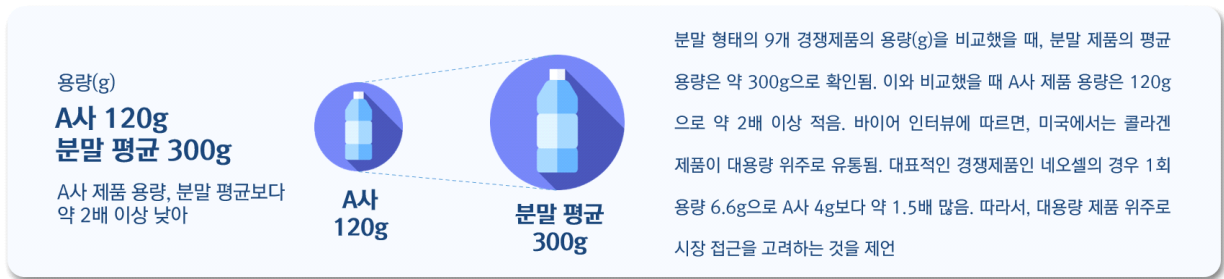 용량(g)
A사 120g
분말 평균 300g
A사 제품 용량, 분말 평균보다
약 2배 이상 낮아
A사
120g
분말 평균
300g
분말 형태의 9개 경쟁제품의 용량(g)을 비교했을 때, 분말 제품의 평균
용량은 약 300g으로 확인됨. 이와 비교했을 때 A사 제품 용량은 120g
으로 약 2배 이상 적음. 바이어 인터뷰에 따르면, 미국에서는 콜라겐
제품이 대용량 위주로 유통됨. 대표적인 경쟁제품인 네오셀의 경우 1회
용량 6.6g으로 A사 4g보다 약 1.5배 많음. 따라서, 대용량 제품 위주로
시장 접근을 고려하는 것을 제언